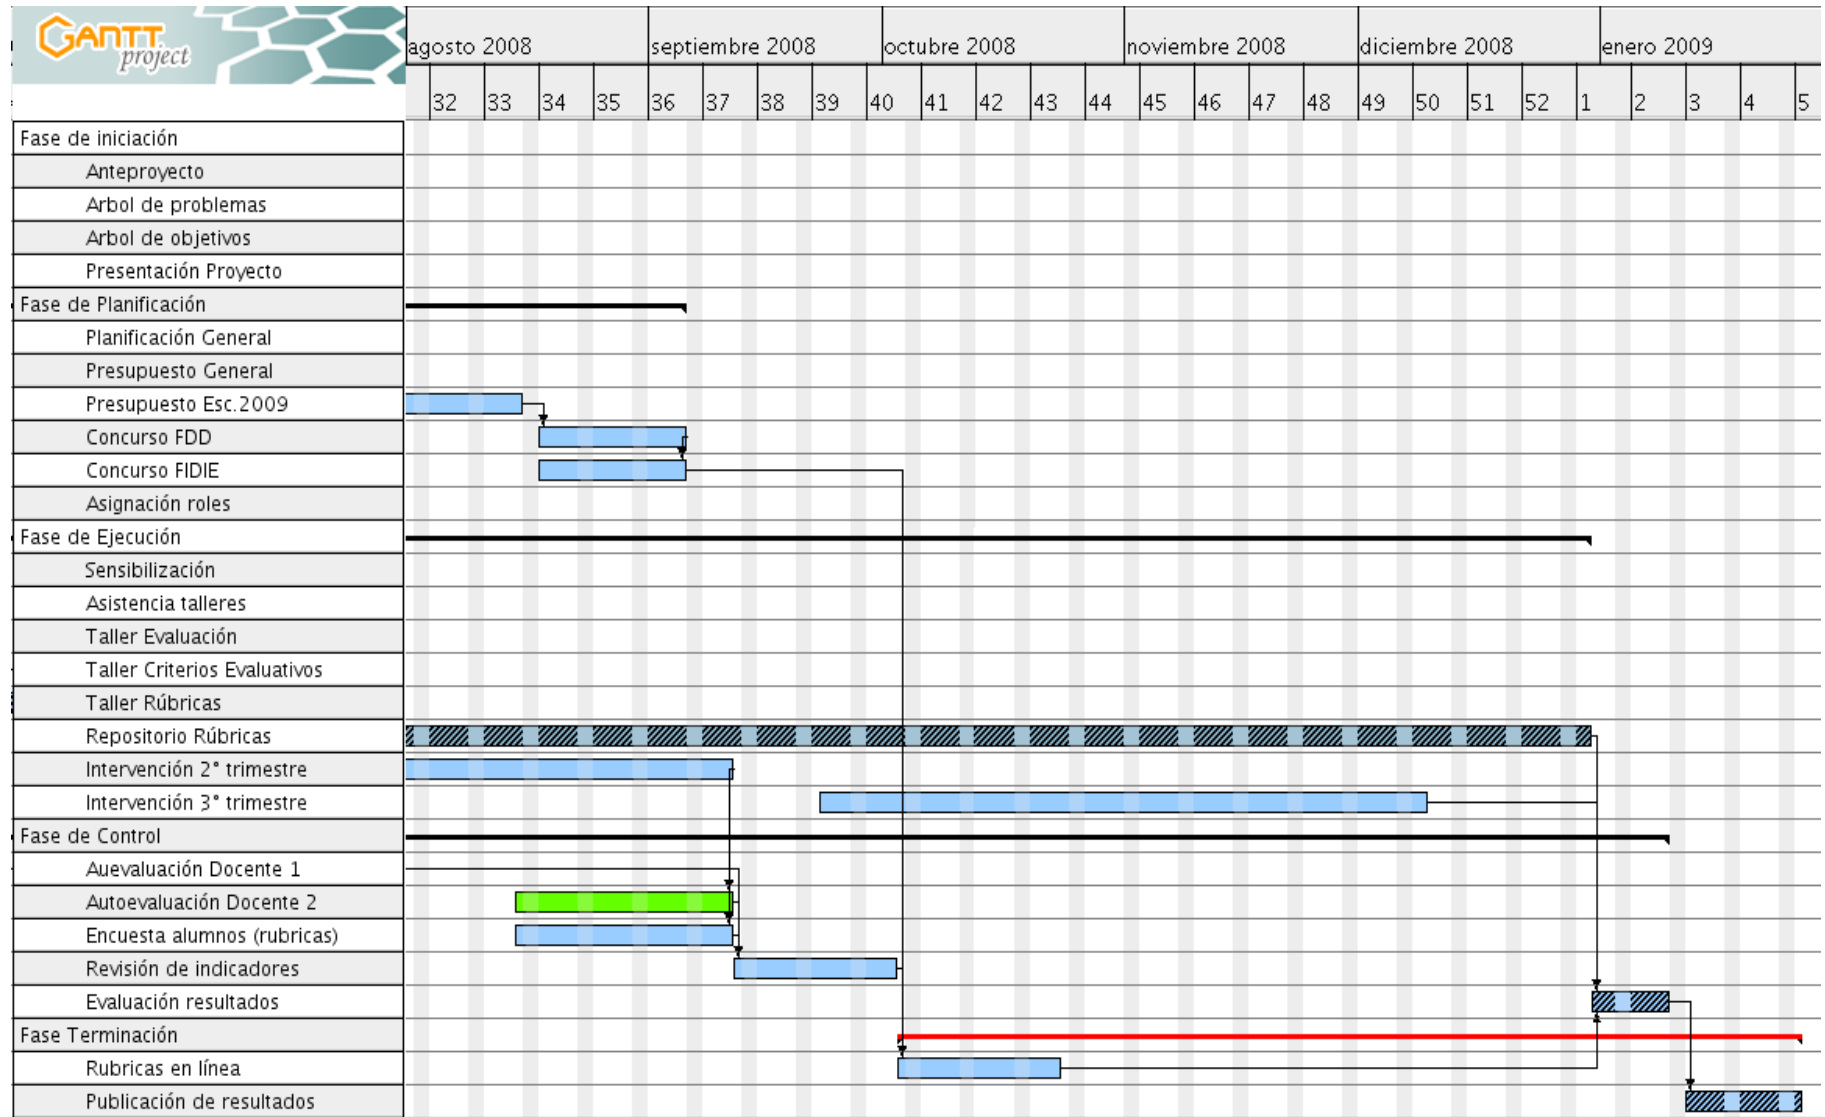 GANTT
project
agosto 2008 septiembre 2008 octubre 2008 noviembre 2008 diciembre 2008 enero 2009
32 33 34 35 36 37 38 39 40 41 42 43 44 45 46 47 48 49 50 51 52 1 2 3 4 5
Fase de iniciación
Anteproyecto
Arbol de problemas
Arbol de objetivos
Presentación Proyecto
Fase de Planificación
Planificación General
Presupuesto General
Presupuesto Esc.2009
Concurso FDD
Concurso FIDIE
Asignación roles
Fase de Ejecución
Sensibilización
Asistencia talleres
Taller Evaluación
Taller Criterios Evaluativos
Taller Rúbricas
Repositorio Rúbricas
Intervención 2° trimestre
Intervención 3° trimestre
Fase de Control
Auevaluación Docente 1
Autoevaluación Docente 2
Encuesta alumnos (rubricas)
Revisión de indicadores
Evaluación resultados
Fase Terminación
Rubricas en línea
Publicación de resultados